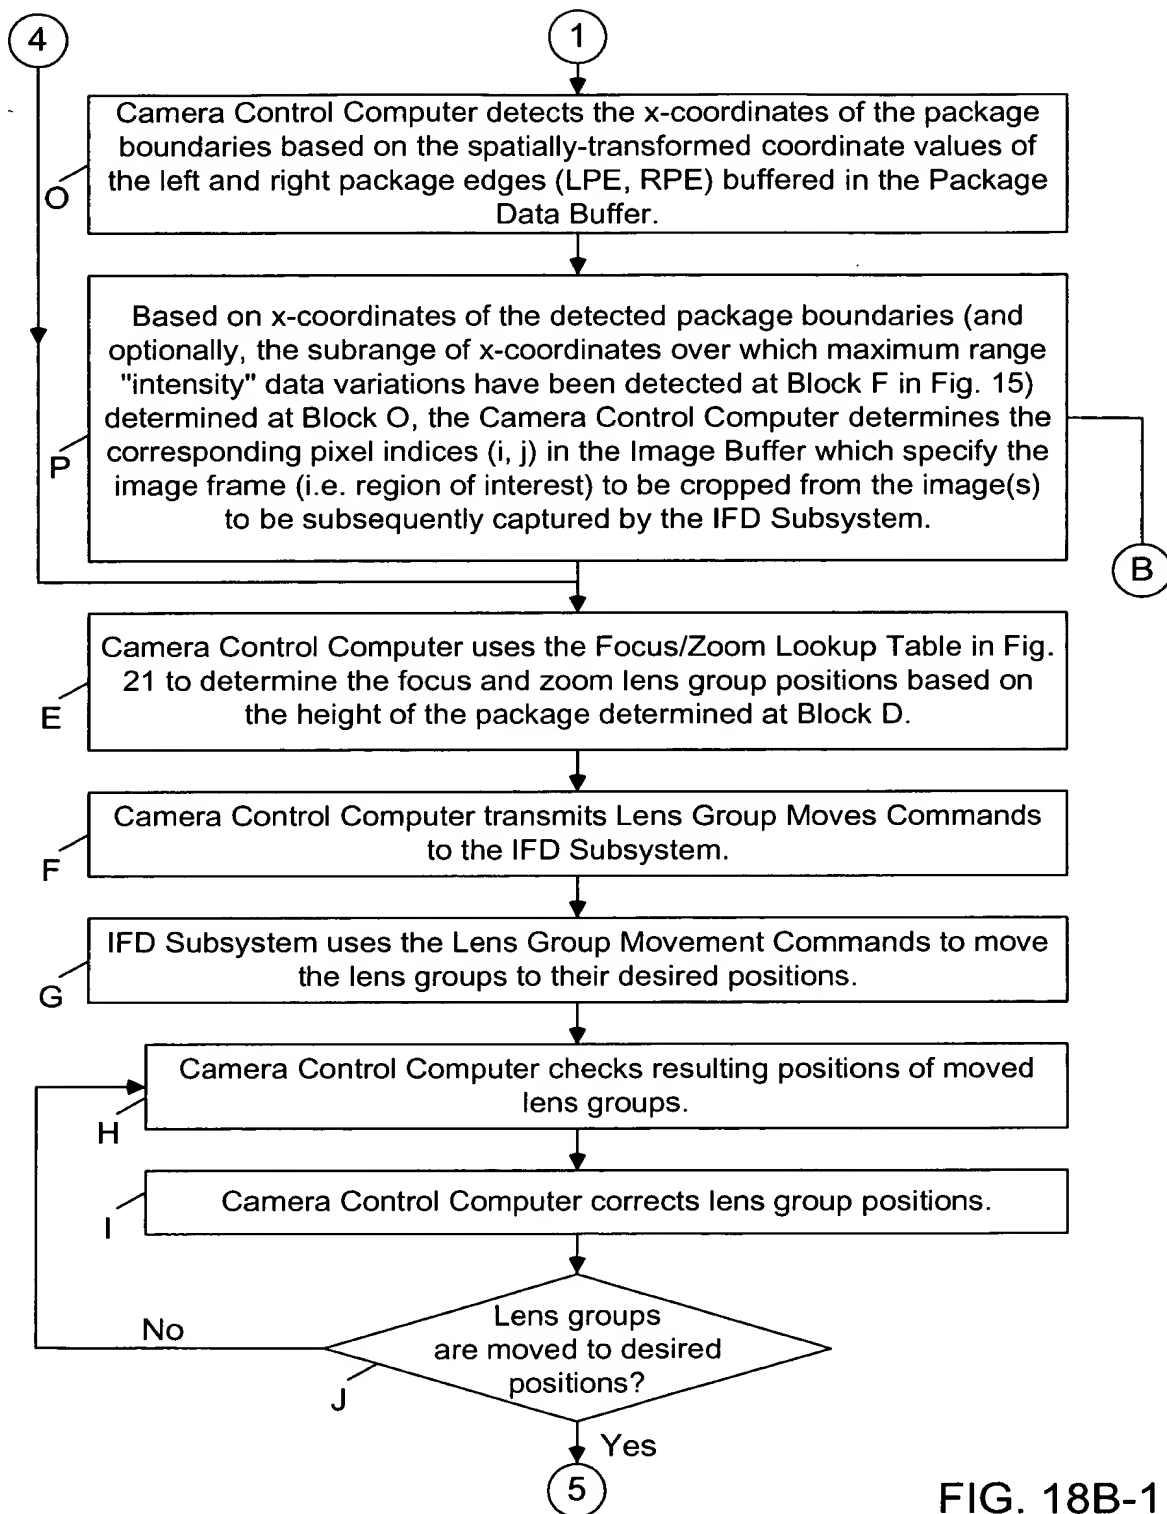 4
1
Camera Control Computer detects the x-coordinates of the package
boundaries based on the spatially-transformed coordinate values of
the left and right package edges (LPE, RPE) buffered in the Package
Data Buffer.
O
Based on x-coordinates of the detected package boundaries (and
optionally, the subrange of x-coordinates over which maximum range
"intensity" data variations have been detected at Block F in Fig. 15)
determined at Block O, the Camera Control Computer determines the
corresponding pixel indices (i, j) in the Image Buffer which specify the
image frame (i.e. region of interest) to be cropped from the image(s)
to be subsequently captured by the IFD Subsystem.
P
B
Camera Control Computer uses the Focus/Zoom Lookup Table in Fig.
21 to determine the focus and zoom lens group positions based on
the height of the package determined at Block D.
E
Camera Control Computer transmits Lens Group Moves Commands
to the IFD Subsystem.
F
IFD Subsystem uses the Lens Group Movement Commands to move
the lens groups to their desired positions.
G
Camera Control Computer checks resulting positions of moved
lens groups.
H
Camera Control Computer corrects lens group positions.
I
Lens groups
are moved to desired
positions?
No
J
Yes
5
FIG. 18B-1